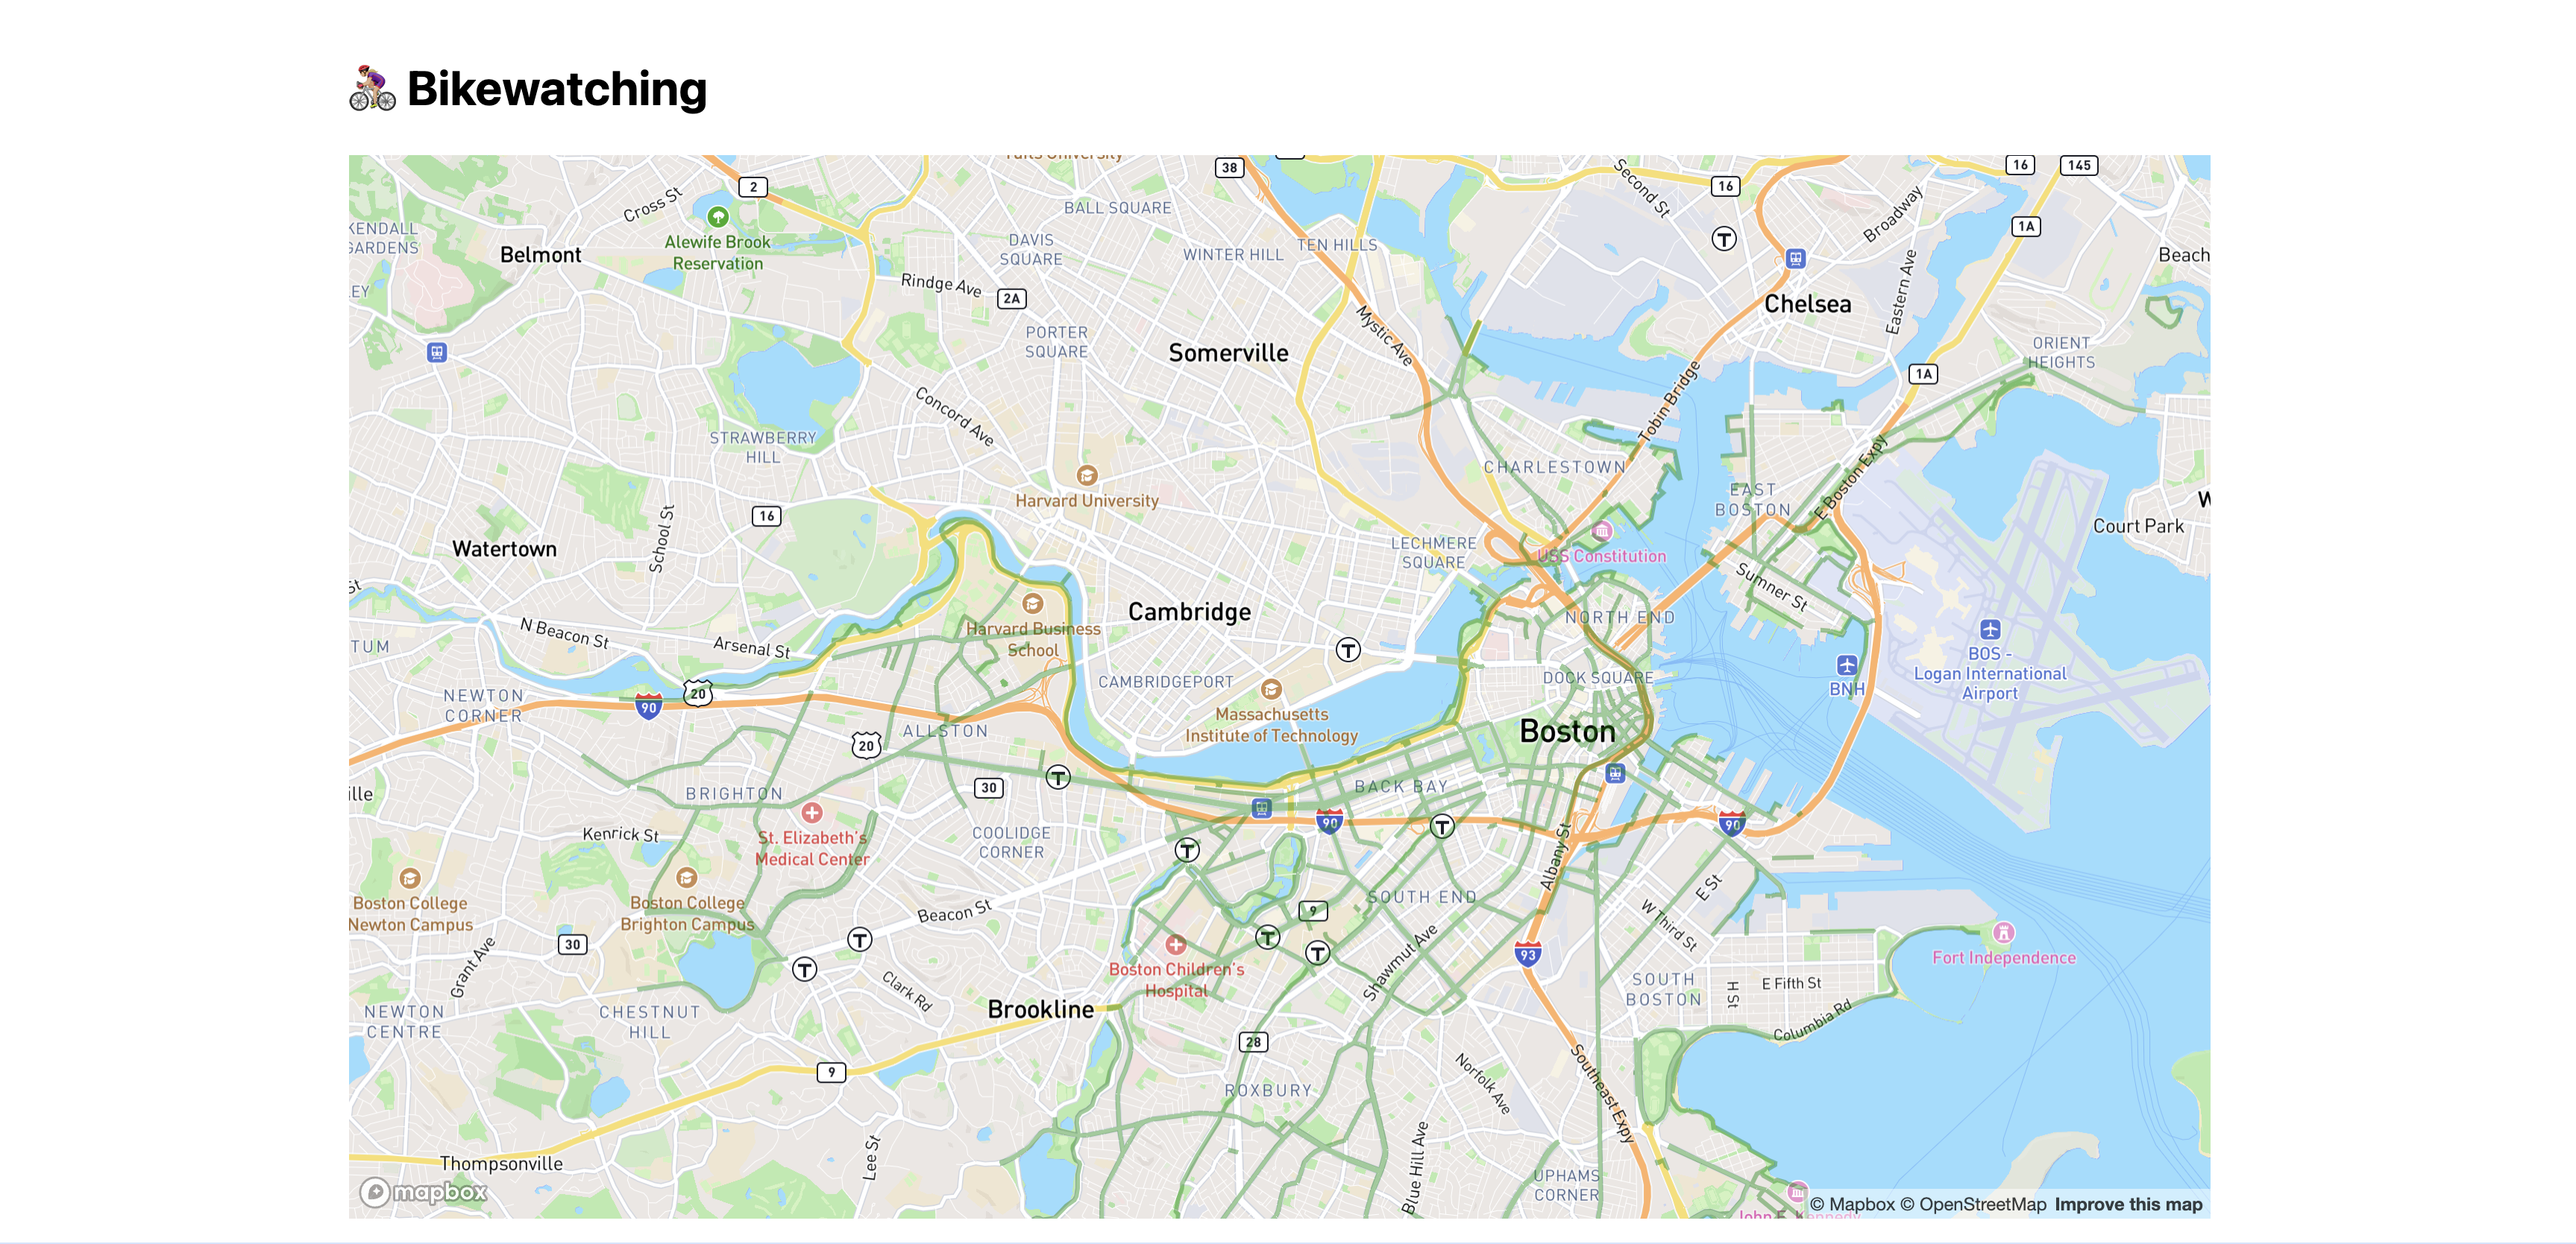 Bikewatching
Tufts University
38
16
145
2
Second St
16
Cross St
BALL SQUARE
Broadway
1A
KENDALL
GARDENS
Alewife Brook
Reservation
DAVIS
SQUARE
WINTER HILL
TEN HILLS
T
Belmont
Beach
Rindge Ave
2A
Eastern Ave
Chelsea
PORTER
SQUARE
Mystic Ave
Somerville
ORIENT
HEIGHTS
1A
Concord Ave
Tobin Bridge
STRAWBERRY
HILL
CHARLESTOWN
E Boston Expy
Harvard University
EAST
BOSTON
16
School St
Court Park
Watertown
LECHMERE
SQUARE
USS Constitution
Sumner St
St
Harvard Business
School
Cambridge
NORTH END
N Beacon St
Arsenal St
T
BOS -
Logan International
Airport
BNH
NEWTON
CORNER
20
90
CAMBRIDGEPORT
DOCK SQUARE
Massachusetts
Institute of Technology
Boston
ALLSTON
20
T
30
BACK BAY
BRIGHTON
90
90
T
Kenrick St
St. Elizabeth's
Medical Center
COOLIDGE
CORNER
T
Albany St
Boston College
Newton Campus
Boston College
Brighton Campus
Beacon St
SOUTH END
9
E St
W Third St
30
T
T
T
T
Grant Ave
Clark Rd
Boston Children's
Hospital
Shawmut Ave
93
Fort Independence
SOUTH
BOSTON
H St
E Fifth St
Columbia Rd
NEWTON
CENTRE
CHESTNUT
HILL
Brookline
28
9
Southeast Expy
Norfolk Ave
ROXBURY
Lee St
Blue Hill Ave
Thompsonville
UPHAMS
CORNER
mapbox
© Mapbox © OpenStreetMap Improve this map